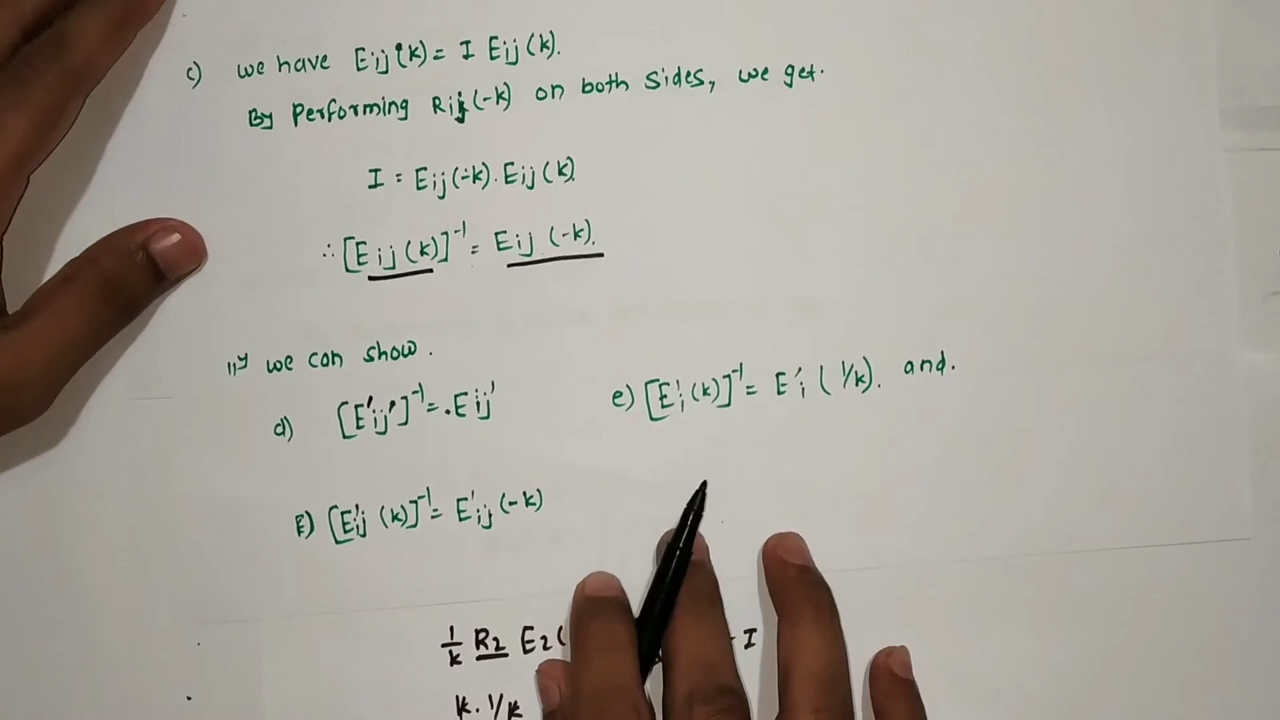 c) we have Eij(k) = I Eij(k).
By performing Rij(-k) on both sides, we get.
I = Eij(-k).Eij(k).
∴ [Eij(k)]⁻¹ = Eij(-k).
|||ly we can show.
d) [E'ij']⁻¹ = .Eij'
e) [E'i(k)]⁻¹ = E'i(1/k). and.
f) [E'ij(k)]⁻¹ = E'ij(-k)
1/k R2 E2( I
k. 1/k